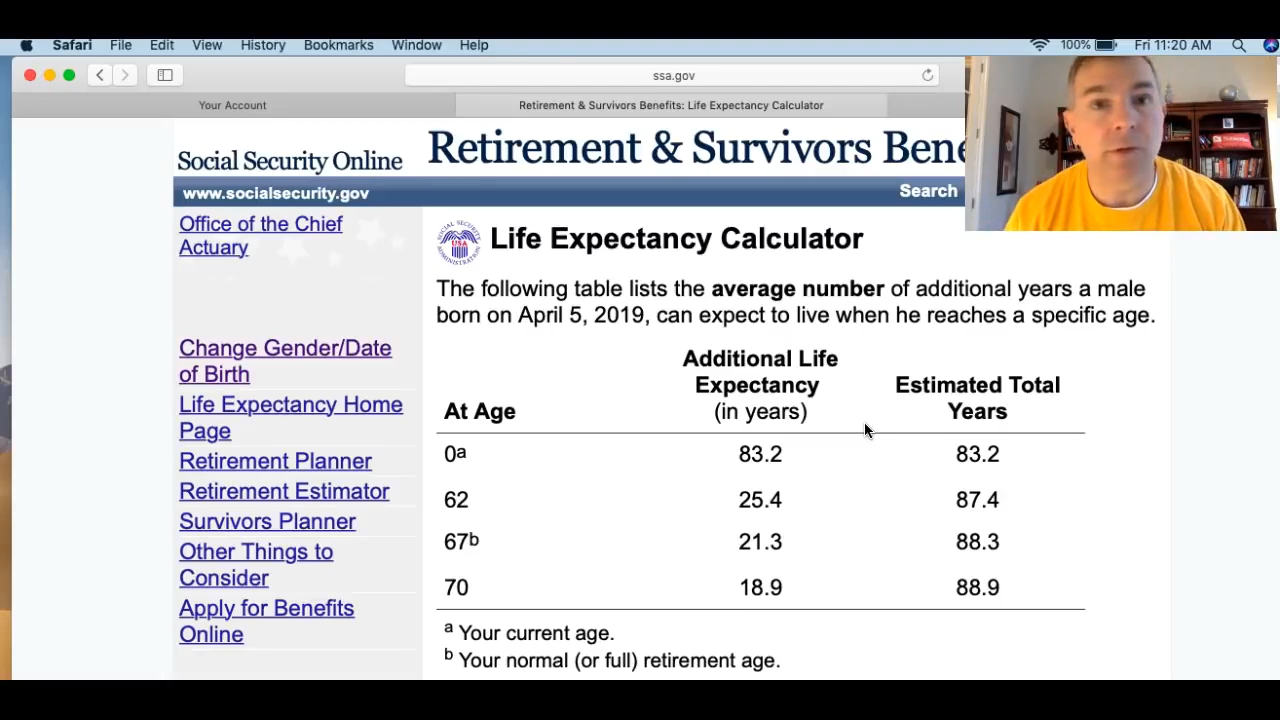 Safari File Edit View History Bookmarks Window Help 100% Fri 11:20 AM
ssa.gov
Your Account
Retirement & Survivors Benefits: Life Expectancy Calculator
Social Security Online
Retirement & Survivors Bene
www.socialsecurity.gov
Search
Office of the Chief
Actuary
Change Gender/Date
of Birth
Life Expectancy Home
Page
Retirement Planner
Retirement Estimator
Survivors Planner
Other Things to
Consider
Apply for Benefits
Online
SOCIAL SECURITY ADMINISTRATION
USA
Life Expectancy Calculator
The following table lists the average number of additional years a male
born on April 5, 2019, can expect to live when he reaches a specific age.
At Age Additional Life Expectancy (in years) Estimated Total Years
0a 83.2 83.2
62 25.4 87.4
67b 21.3 88.3
70 18.9 88.9
a Your current age.
b Your normal (or full) retirement age.